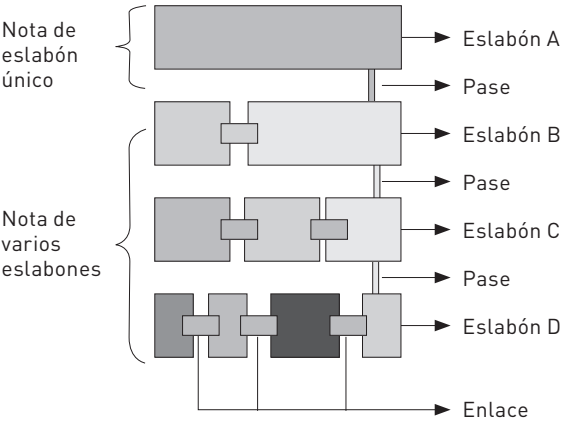 Nota de
eslabón
único
Eslabón A
Pase
Eslabón B
Pase
Nota de
varios
eslabones
Eslabón C
Pase
Eslabón D
Enlace